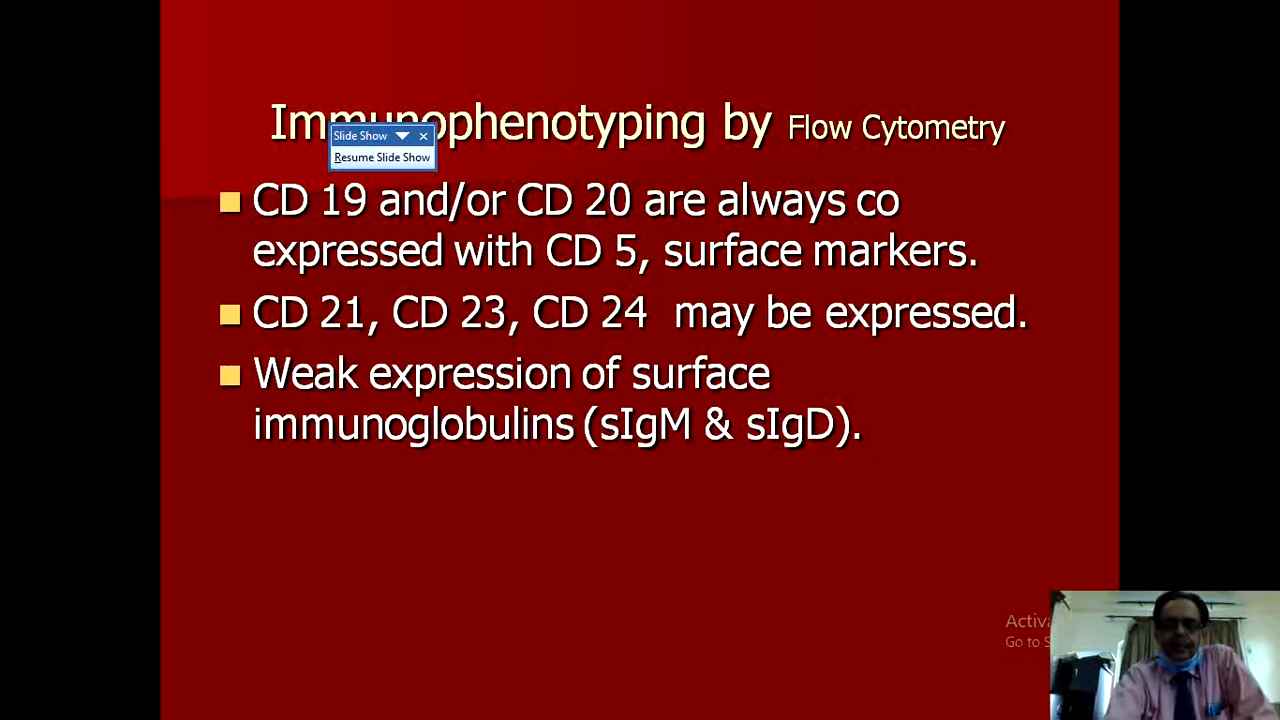 Immunophenotyping by Flow Cytometry
Slide Show
Resume Slide Show
CD 19 and/or CD 20 are always co
expressed with CD 5, surface markers.
CD 21, CD 23, CD 24 may be expressed.
Weak expression of surface
immunoglobulins (sIgM & sIgD).
Go to